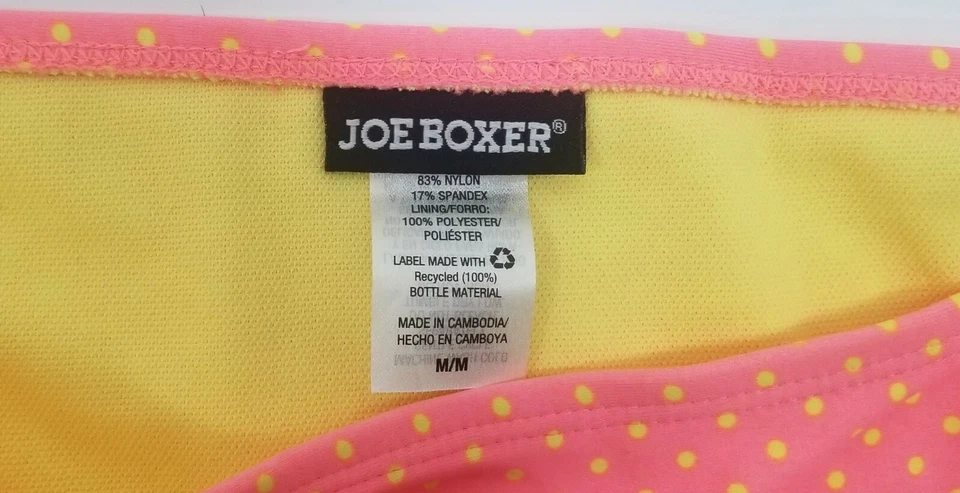 JOE BOXER®
83% NYLON
17% SPANDEX
LINING/FORRO:
100% POLYESTER/
POLIÉSTER
LABEL MADE WITH
Recycled (100%)
BOTTLE MATERIAL
MADE IN CAMBODIA/
HECHO EN CAMBOYA
M/M